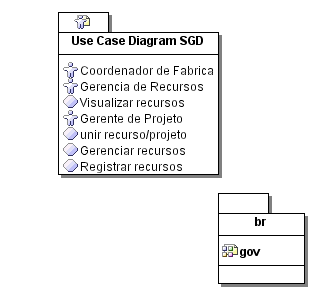 Use Case Diagram SGD
Coordenador de Fabrica
Gerencia de Recursos
Visualizar recursos
Gerente de Projeto
unir recurso/projeto
Gerenciar recursos
Registrar recursos
br
gov